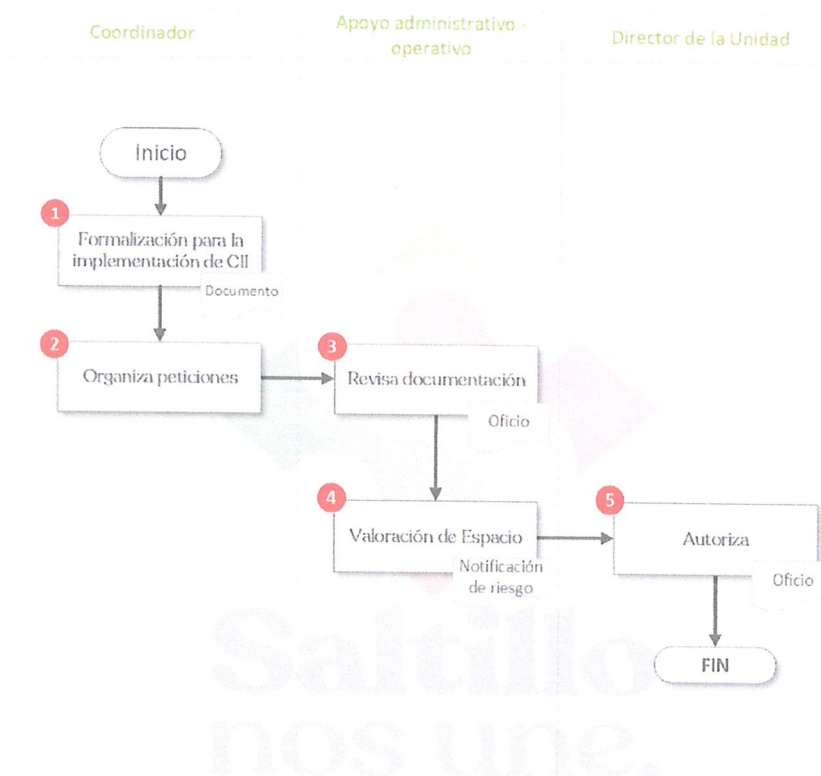 Coordinador
Apoyo administrativo -
operativo
Director de la Unidad
Inicio
1
Formalización para la
implementación de CII
Documento
2
Organiza peticiones
3
Revisa documentación
Oficio
4
Valoración de Espacio
Notificación
de riesgo
5
Autoriza
Oficio
FIN
Saltillo
nos une.